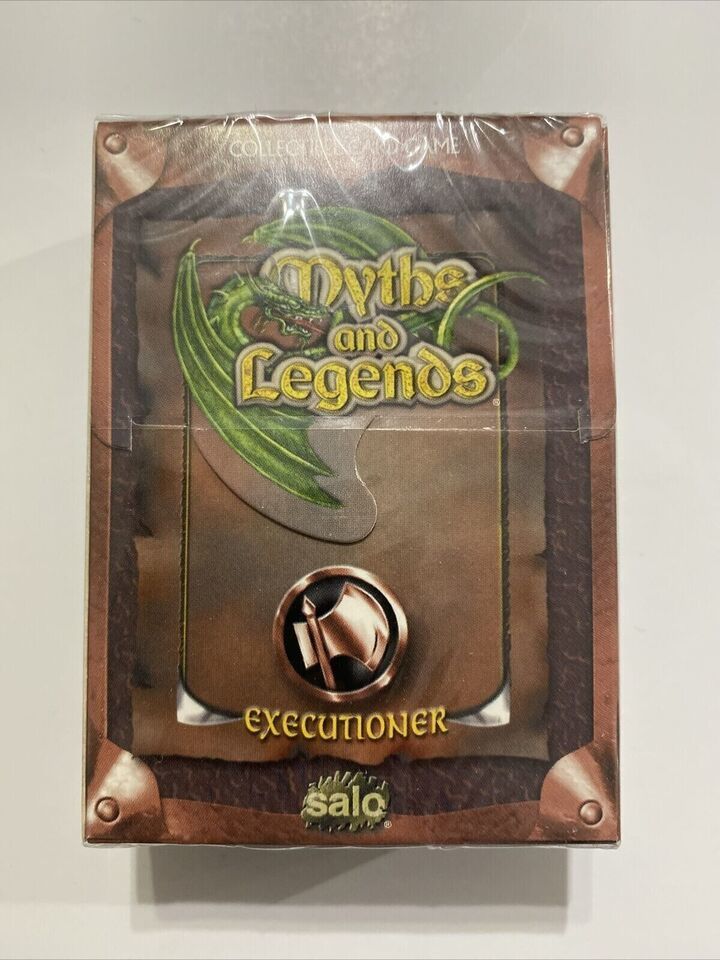 COLLECTIBLE CARD GAME
Myths
and
Legends®
EXECUTIONER
salo®